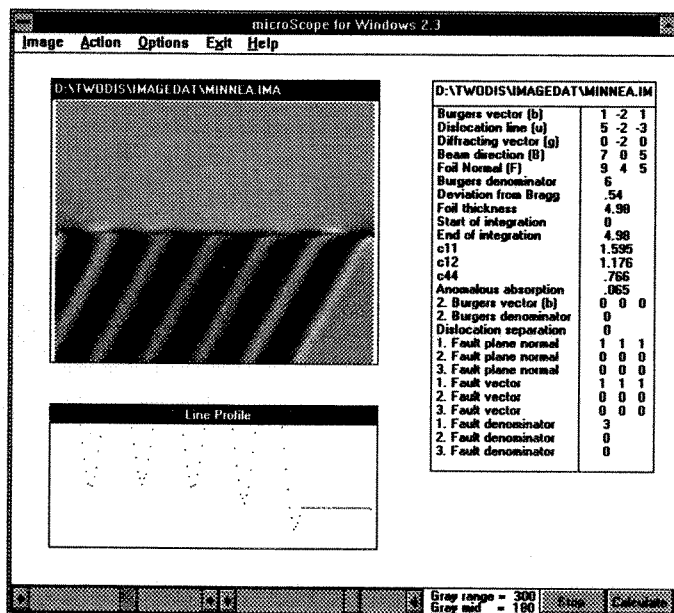 microScope for Windows 2.3
Image Action Options Exit Help
D:\TWODIS\IMAGEDAT\MINNEA.IMA
Line Profile
D:\TWODIS\IMAGEDAT\MINNEA.IM
Burgers vector (b) 1 -2 1
Dislocation line (u) 5 -2 -3
Diffracting vector (g) 0 -2 0
Beam direction (B) 7 0 5
Foil Normal (F) 9 4 5
Burgers denominator 6
Deviation from Bragg .54
Foil thickness 4.98
Start of integration 0
End of integration 4.98
c11 1.595
c12 1.176
c44 .766
Anomalous absorption .065
2. Burgers vector (b) 0 0 0
2. Burgers denominator 0
Dislocation separation 0
1. Fault plane normal 1 1 1
2. Fault plane normal 0 0 0
3. Fault plane normal 0 0 0
1. Fault vector 1 1 1
2. Fault vector 0 0 0
3. Fault vector 0 0 0
1. Fault denominator 3
2. Fault denominator 0
3. Fault denominator 0
Gray range = 300
Gray mid = 180
Stop
Calculate